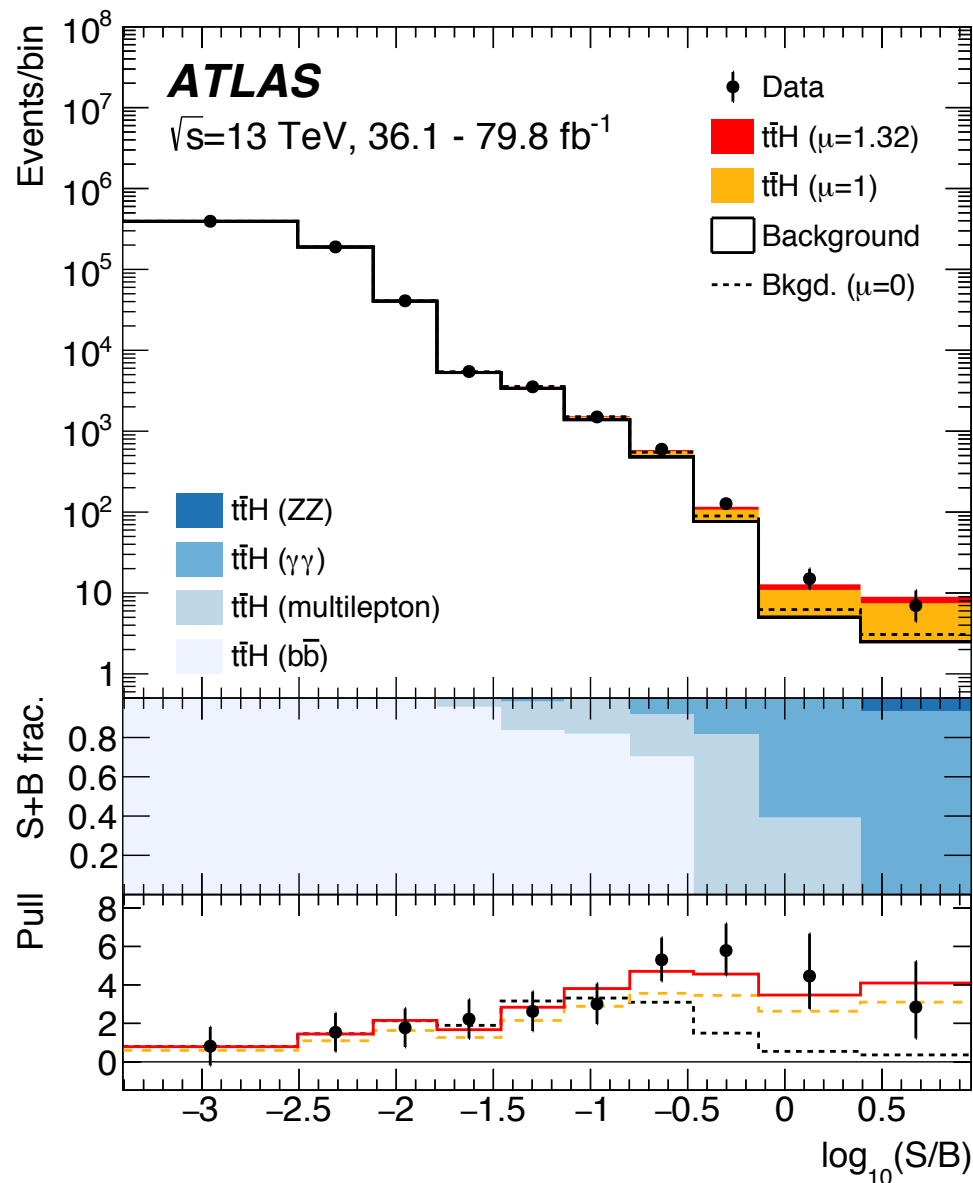 Events/bin
10⁸
10⁷
10⁶
10⁵
10⁴
10³
10²
10
1
ATLAS
√s=13 TeV, 36.1 - 79.8 fb⁻¹
Data
tt̄H (μ=1.32)
tt̄H (μ=1)
Background
Bkgd. (μ=0)
tt̄H (ZZ)
tt̄H (γγ)
tt̄H (multilepton)
tt̄H (bb̄)
S+B frac.
0.8
0.6
0.4
0.2
Pull
8
6
4
2
0
−3 −2.5 −2 −1.5 −1 −0.5 0 0.5
log₁₀(S/B)